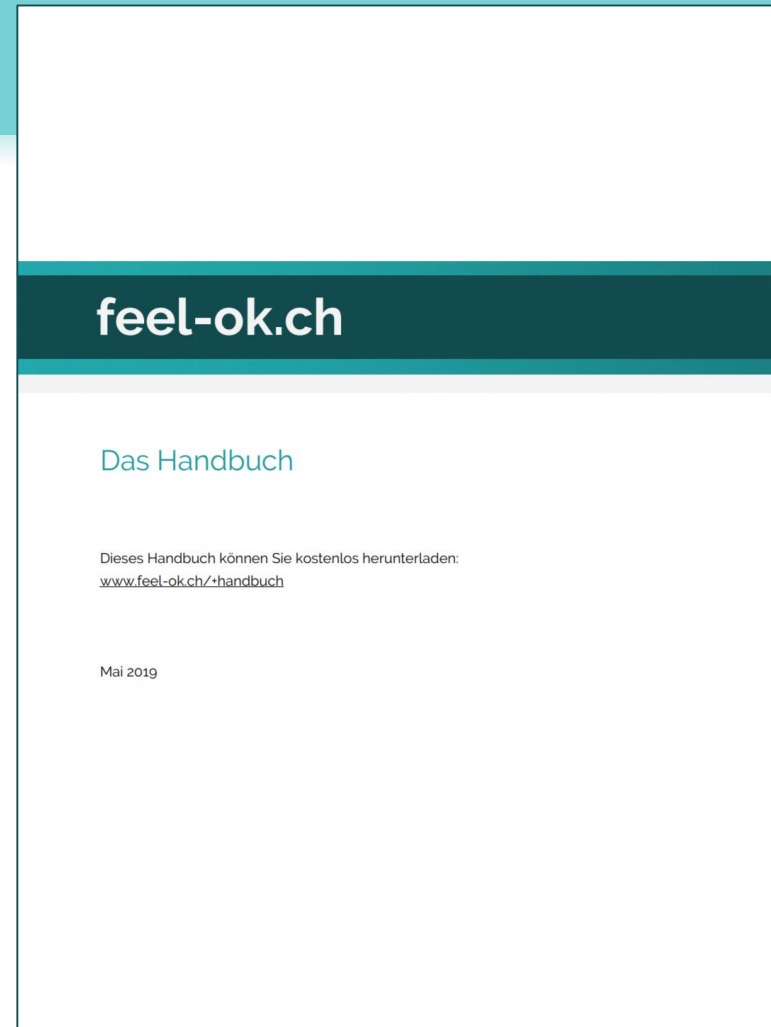 feel-ok.ch
Das Handbuch
Dieses Handbuch können Sie kostenlos herunterladen:
www.feel-ok.ch/+handbuch
Mai 2019